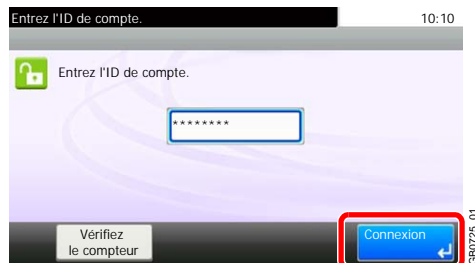 Entrez l'ID de compte.
10:10
Entrez l'ID de compte.
********
Vérifiez
le compteur
Connexion
GB0725_01